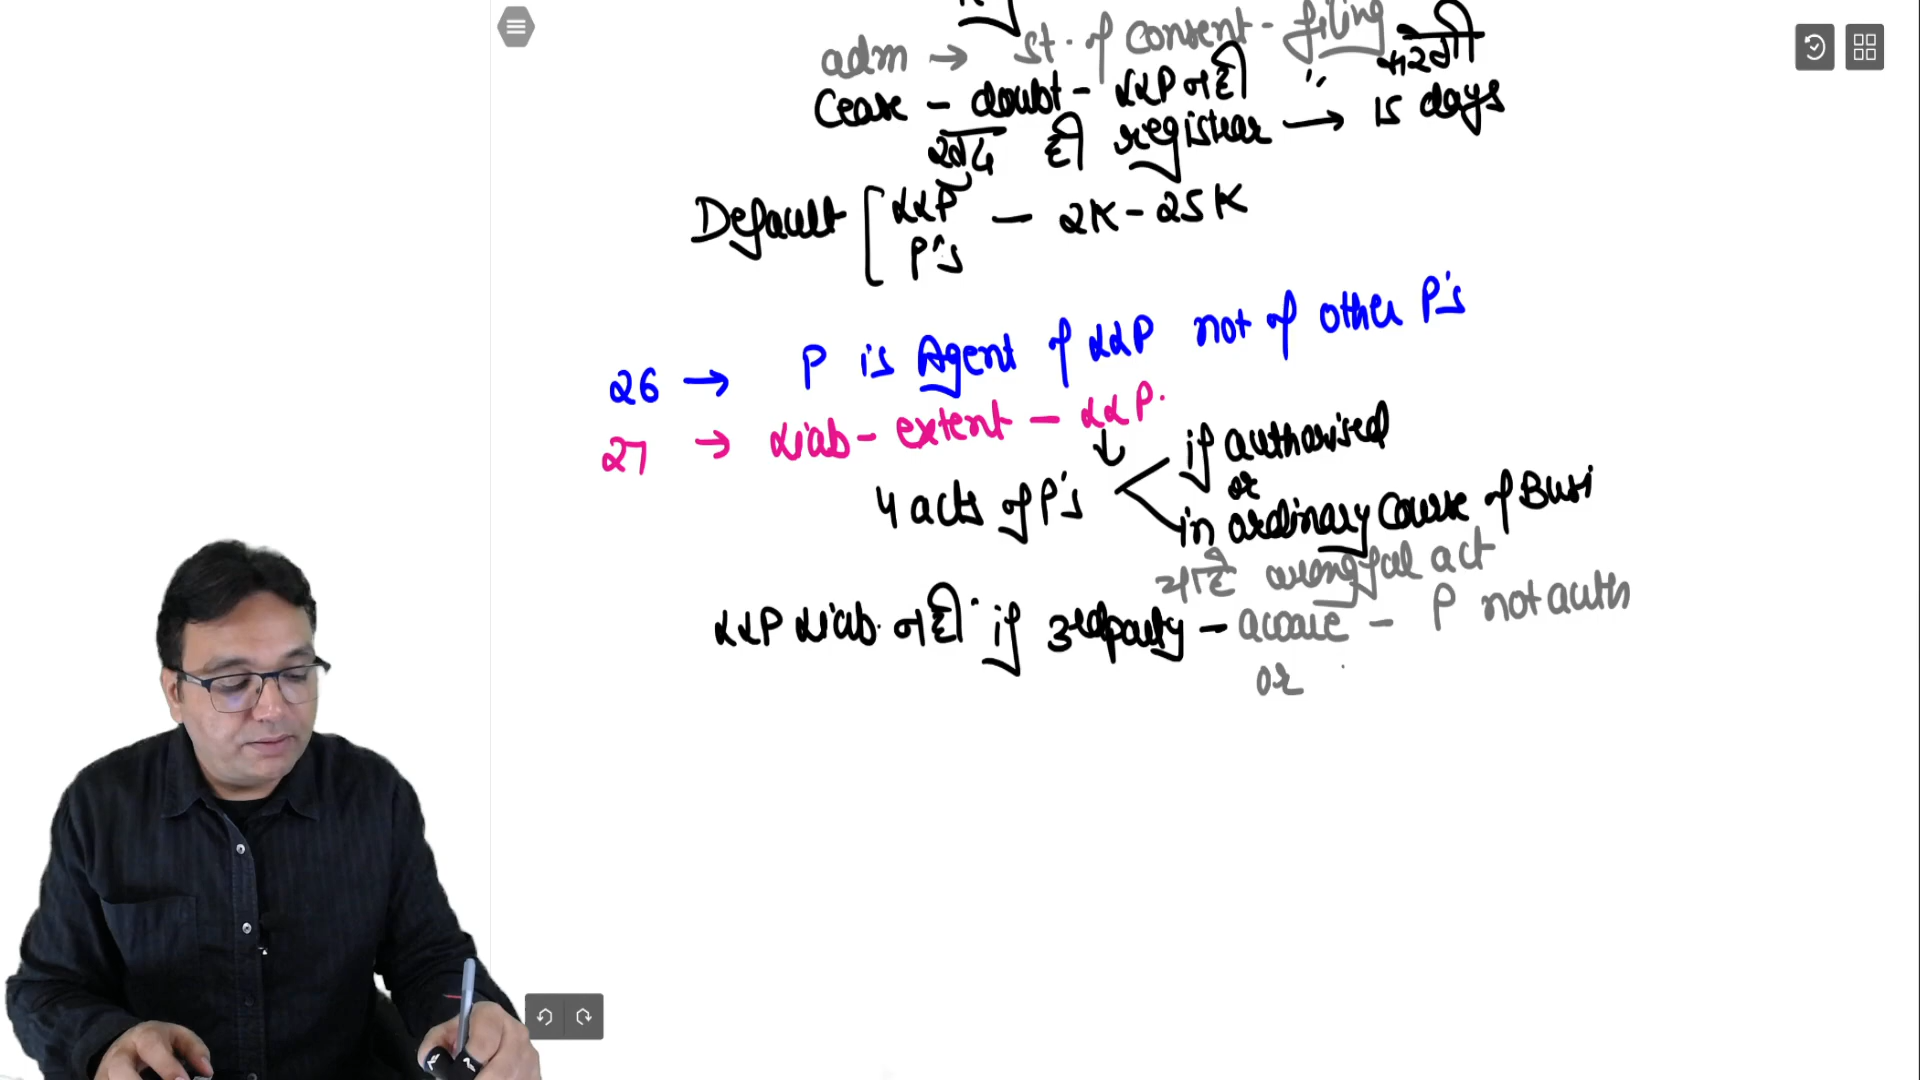 adm → st. of consent - filing करनी
Cease - doubt - LLP नहीं "
खुद ही registrar → 15 days
Default [ LLP — 2K - 25K
P's
26 → P is Agent of LLP not of other P's
27 → Liab - extent - LLP.
4 acts of P's
if authorised
or
in ordinary course of Busi
चाहे wrongful act
LLP Liab. नहीं if 3rd party - aware - P not auth
or